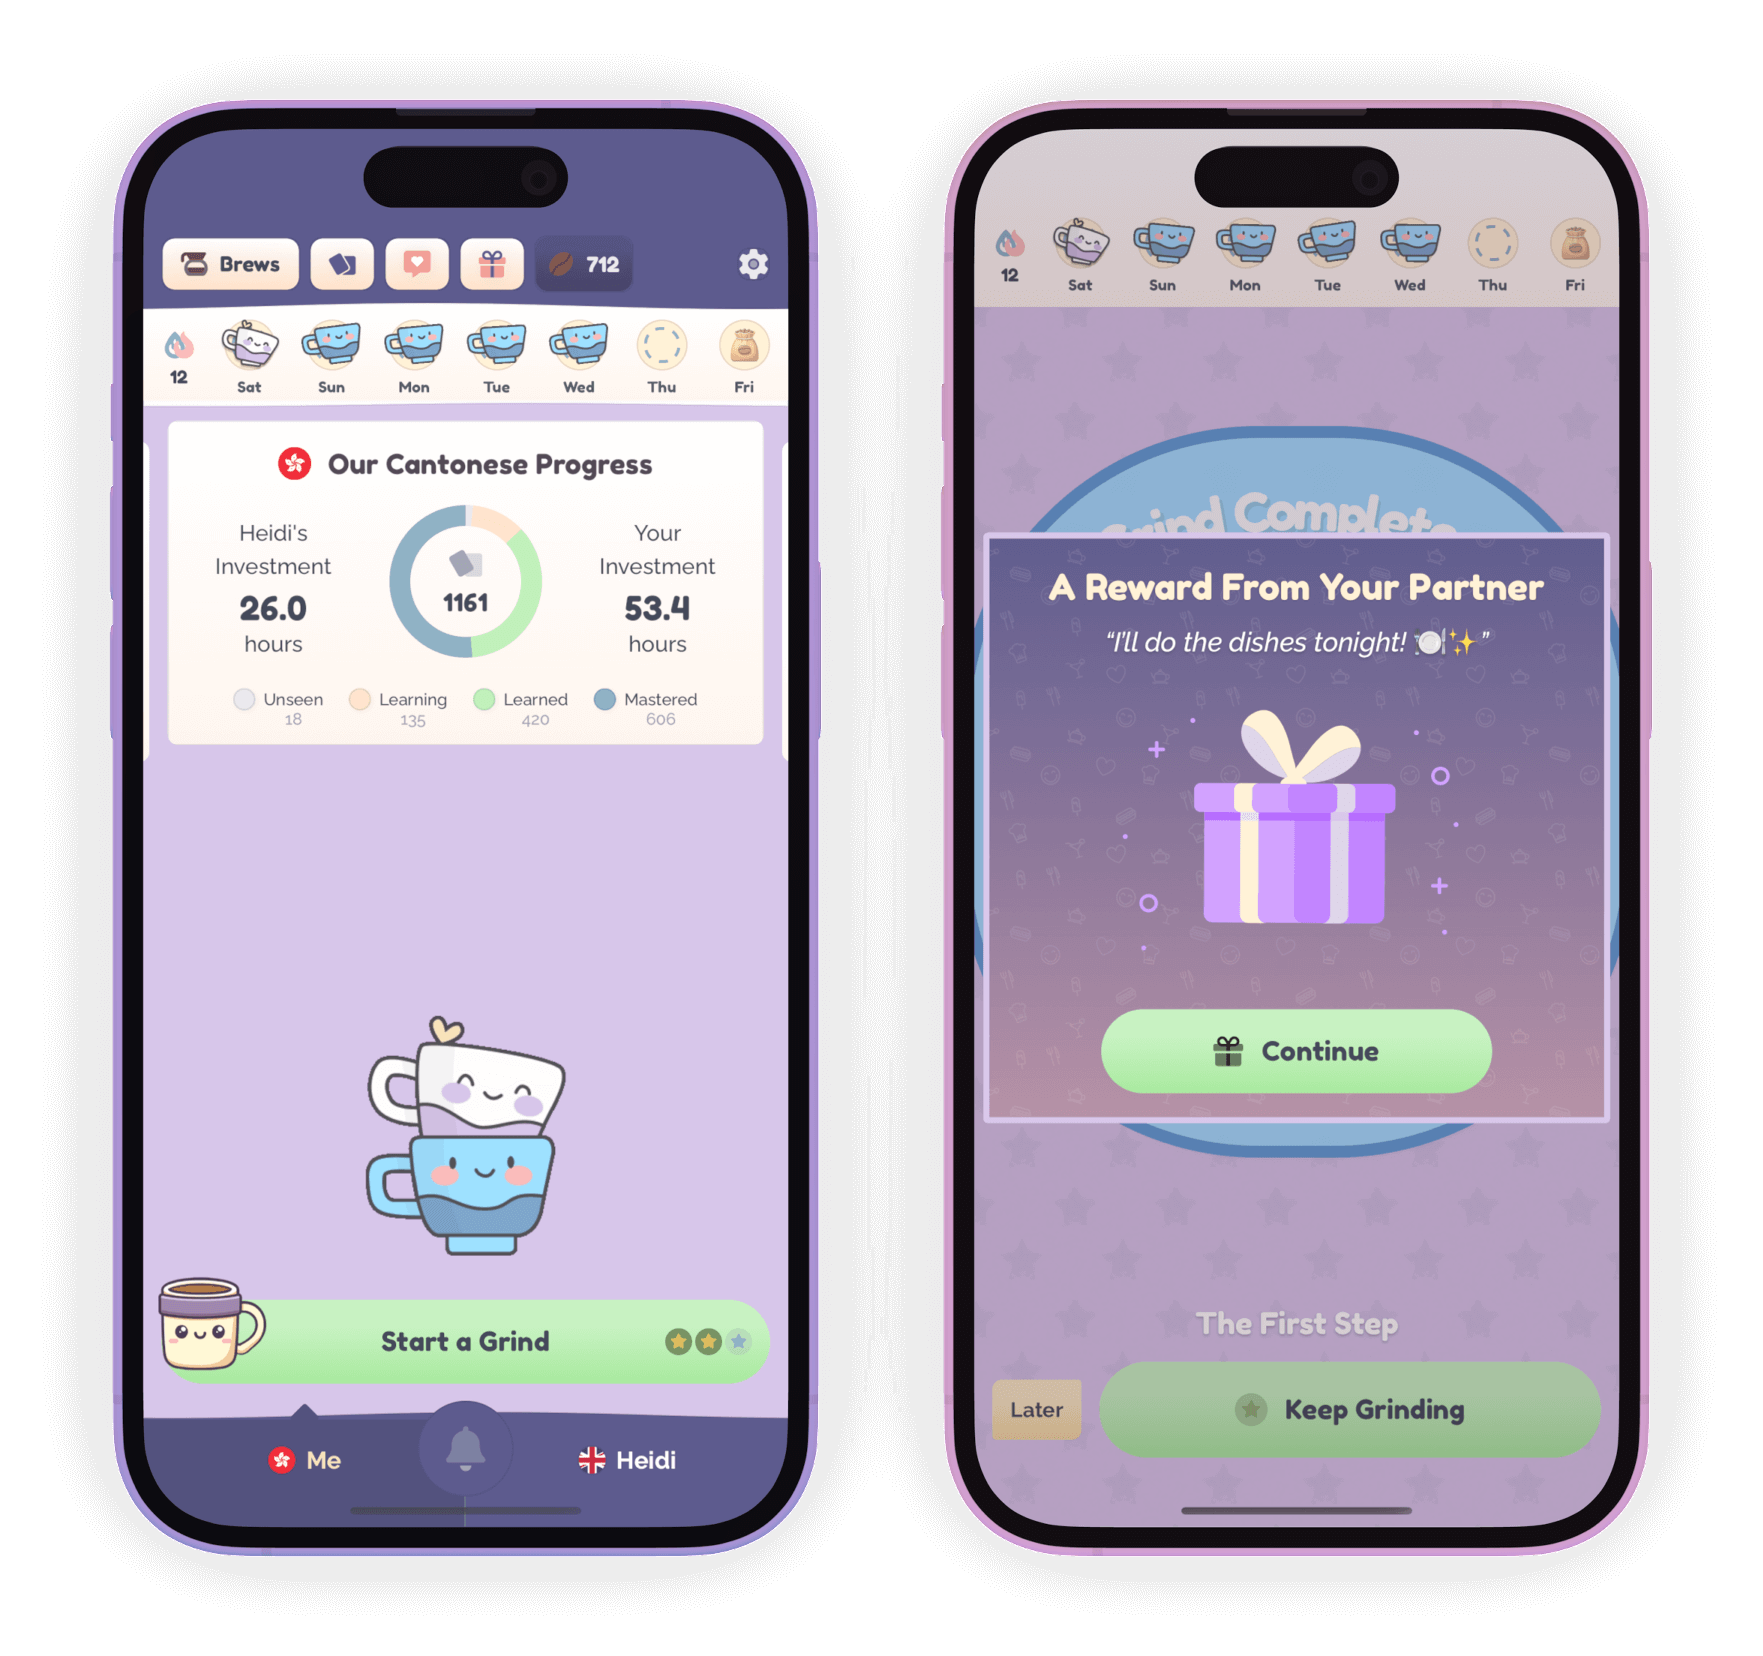 Brews
712
12
Sat
Sun
Mon
Tue
Wed
Thu
Fri
Our Cantonese Progress
Heidi's
Investment
26.0
hours
1161
Your
Investment
53.4
hours
Unseen
18
Learning
135
Learned
420
Mastered
606
Start a Grind
Me
Heidi
12
Sat
Sun
Mon
Tue
Wed
Thu
Fri
Grind Complete
A Reward From Your Partner
“I'll do the dishes tonight! 🍽️✨”
Continue
The First Step
Later
Keep Grinding